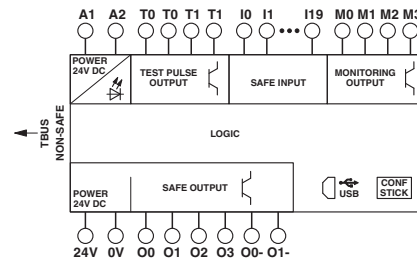 A1 A2 T0 T0 T1 T1 I0 I1 ••• I19 M0 M1 M2 M3
POWER
24V DC
TEST PULSE
OUTPUT
SAFE INPUT
MONITORING
OUTPUT
TBUS
NON-SAFE
LOGIC
POWER
24V DC
SAFE OUTPUT
USB
CONF
STICK
24V 0V O0 O1 O2 O3 O0- O1-